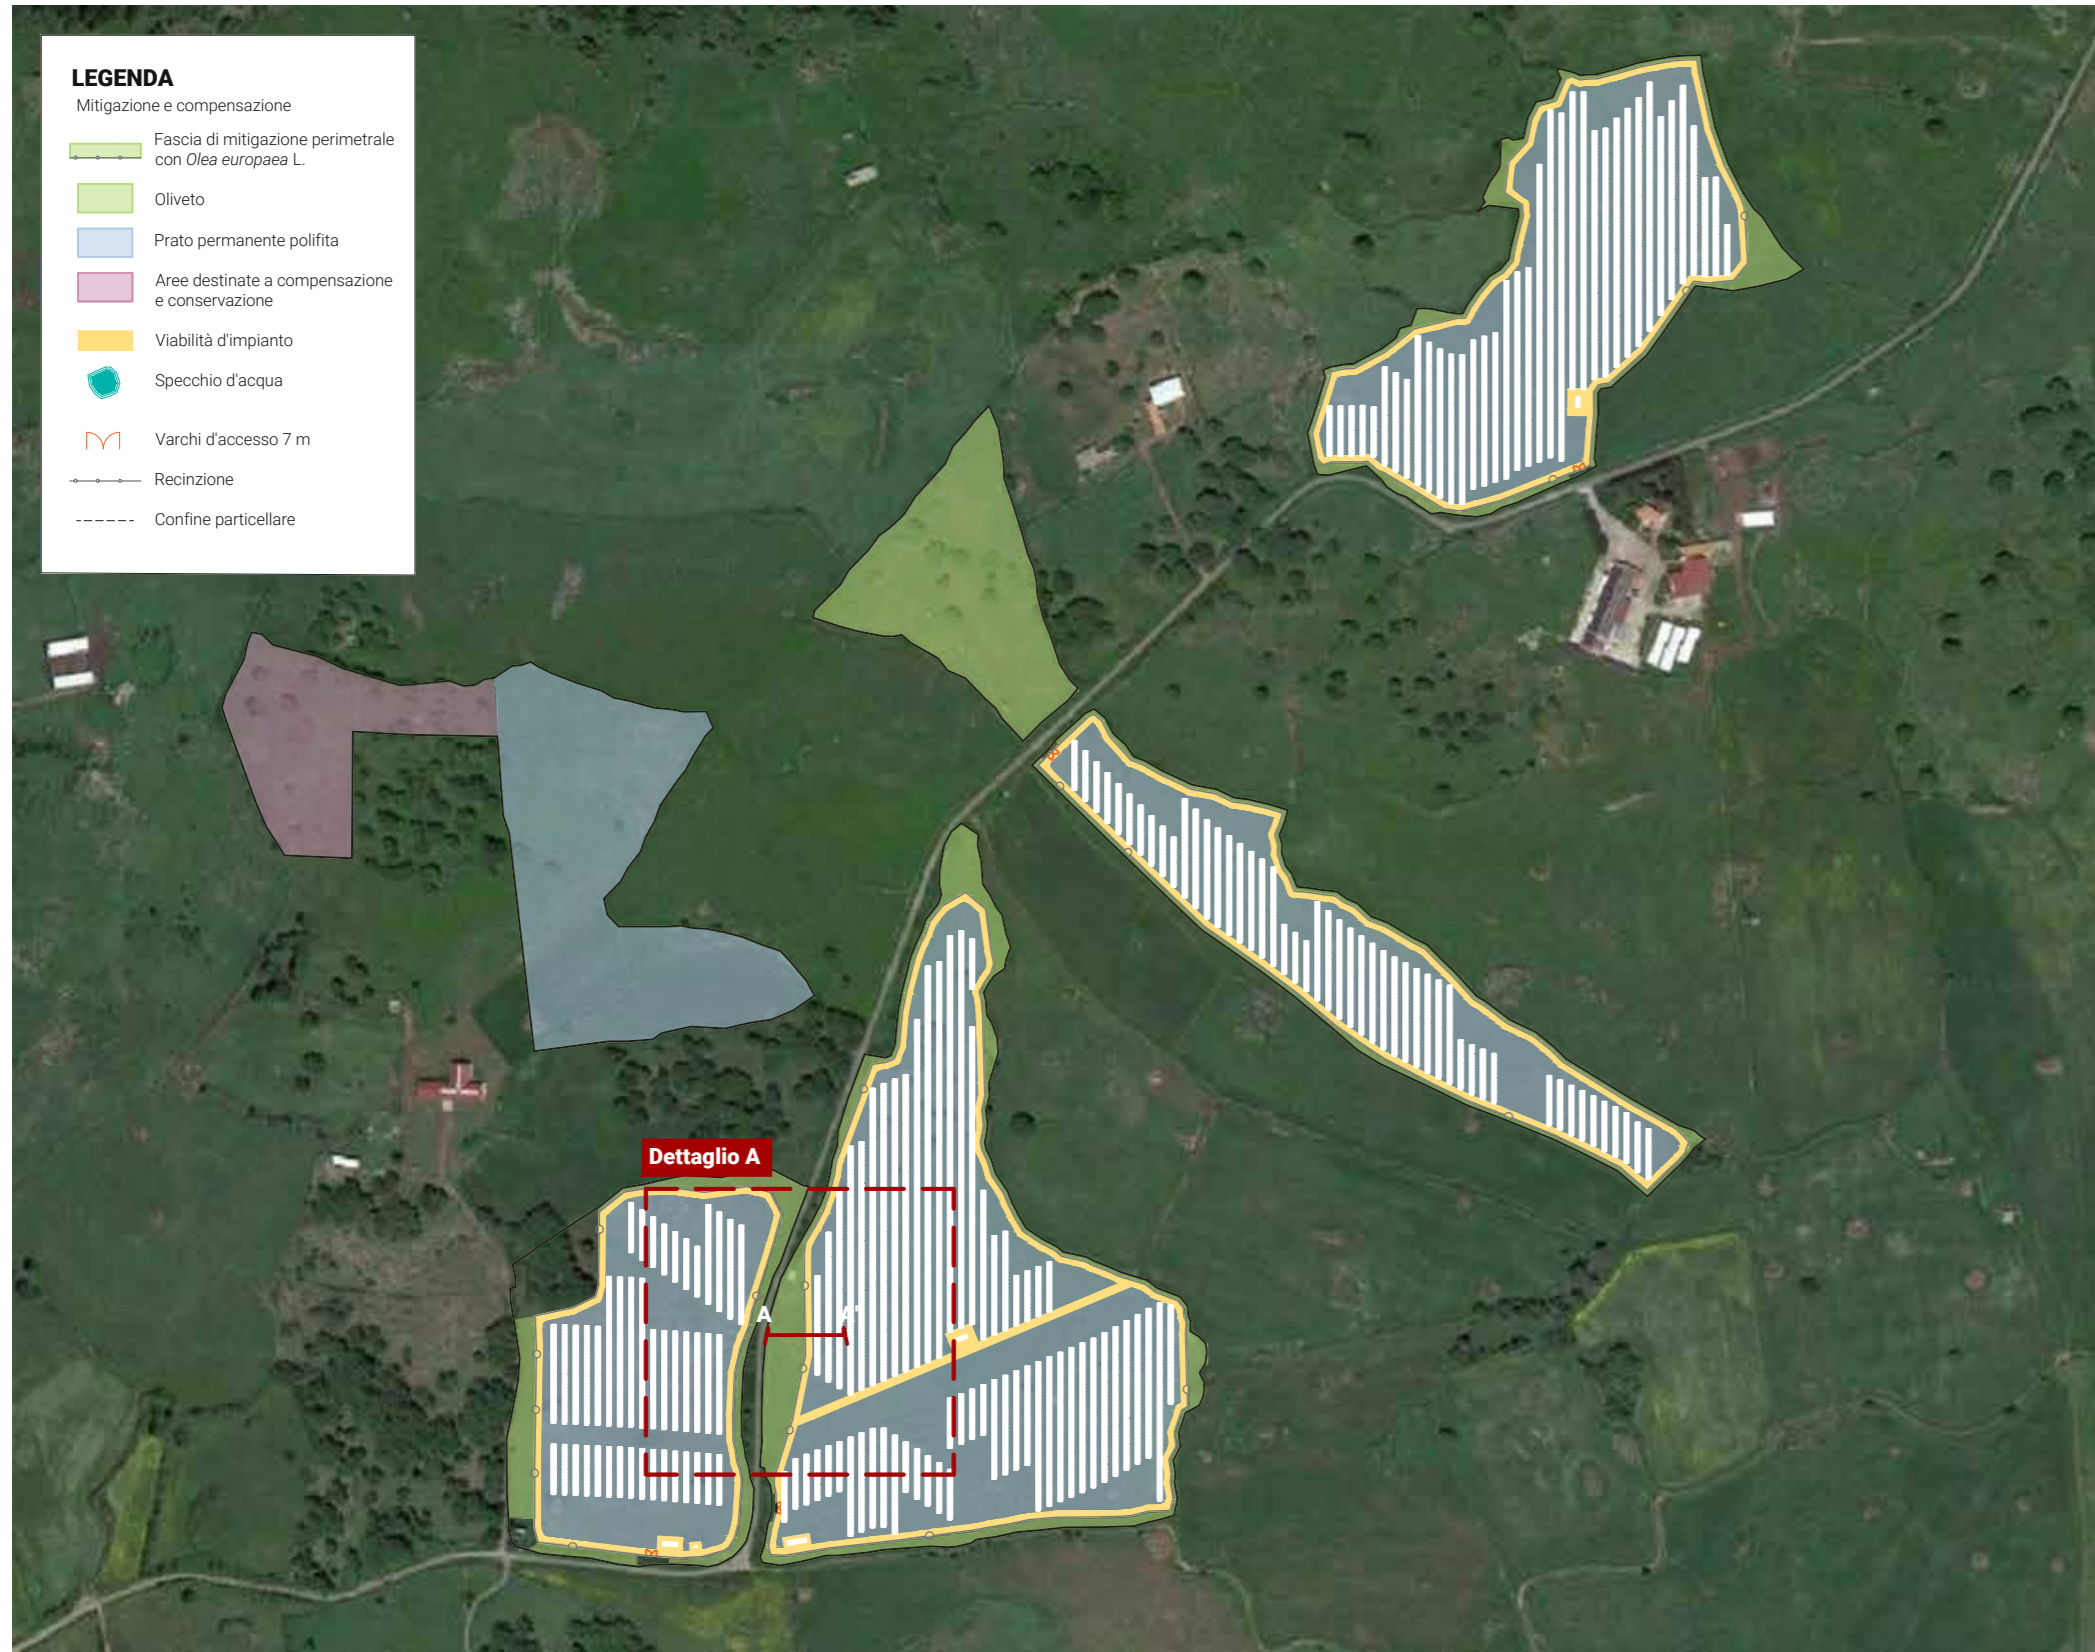 LEGENDA
Mitigazione e compensazione
Fascia di mitigazione perimetrale
con Olea europaea L.
Oliveto
Prato permanente polifita
Aree destinate a compensazione
e conservazione
Viabilità d'impianto
Specchio d'acqua
Varchi d'accesso 7 m
Recinzione
Confine particellare
Dettaglio A
A
A'